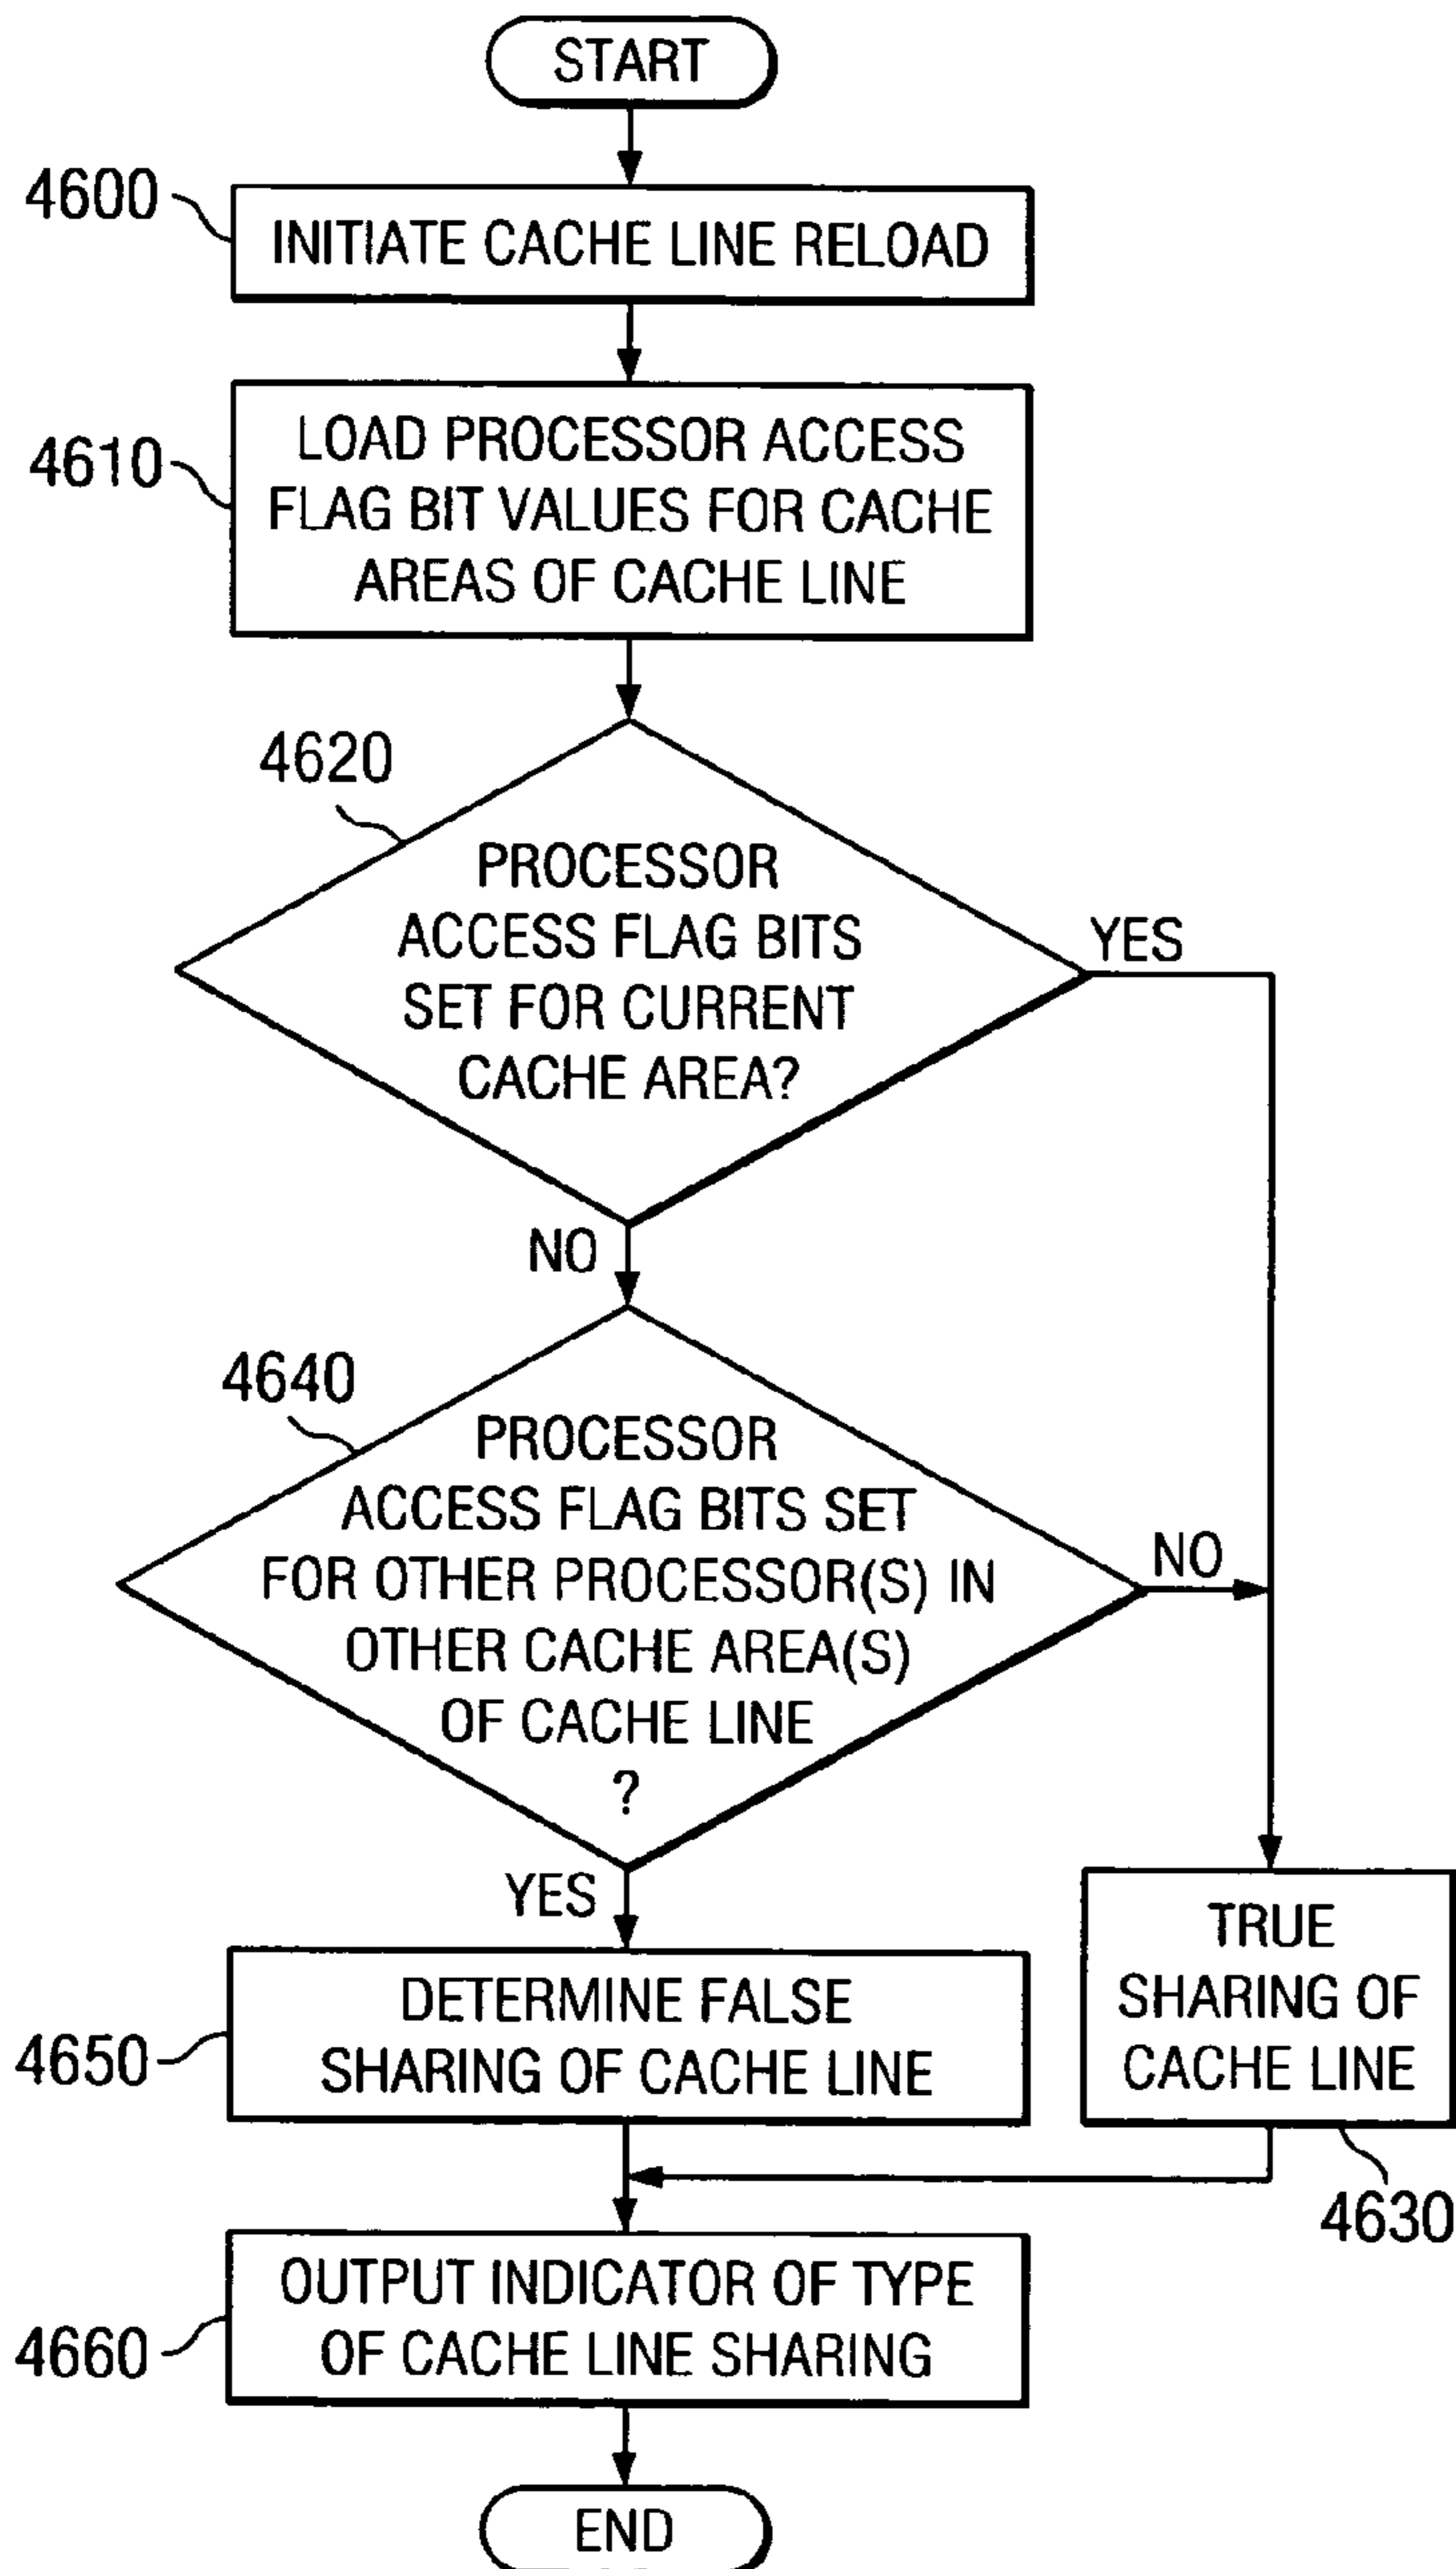 START
4600
INITIATE CACHE LINE RELOAD
4610
LOAD PROCESSOR ACCESS
FLAG BIT VALUES FOR CACHE
AREAS OF CACHE LINE
4620
PROCESSOR
ACCESS FLAG BITS
SET FOR CURRENT
CACHE AREA?
YES
NO
4640
PROCESSOR
ACCESS FLAG BITS SET
FOR OTHER PROCESSOR(S) IN
OTHER CACHE AREA(S)
OF CACHE LINE
?
NO
YES
TRUE
SHARING OF
CACHE LINE
4630
4650
DETERMINE FALSE
SHARING OF CACHE LINE
4660
OUTPUT INDICATOR OF TYPE
OF CACHE LINE SHARING
END